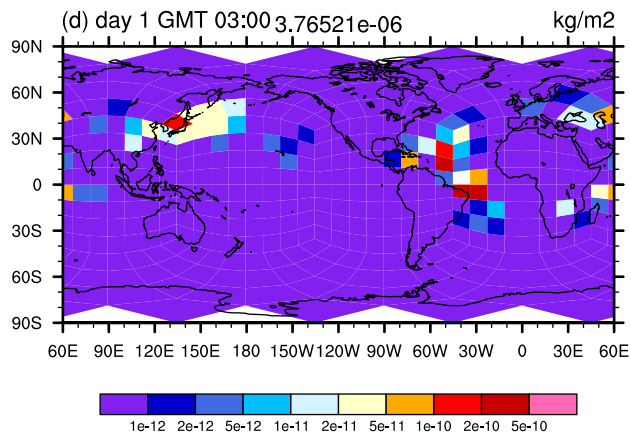 (d) day 1 GMT 03:00 3.76521e-06 kg/m2
90N
60N
30N
0
30S
60S
90S
60E 90E 120E 150E 180 150W 120W 90W 60W 30W 0 30E 60E
1e-12 2e-12 5e-12 1e-11 2e-11 5e-11 1e-10 2e-10 5e-10